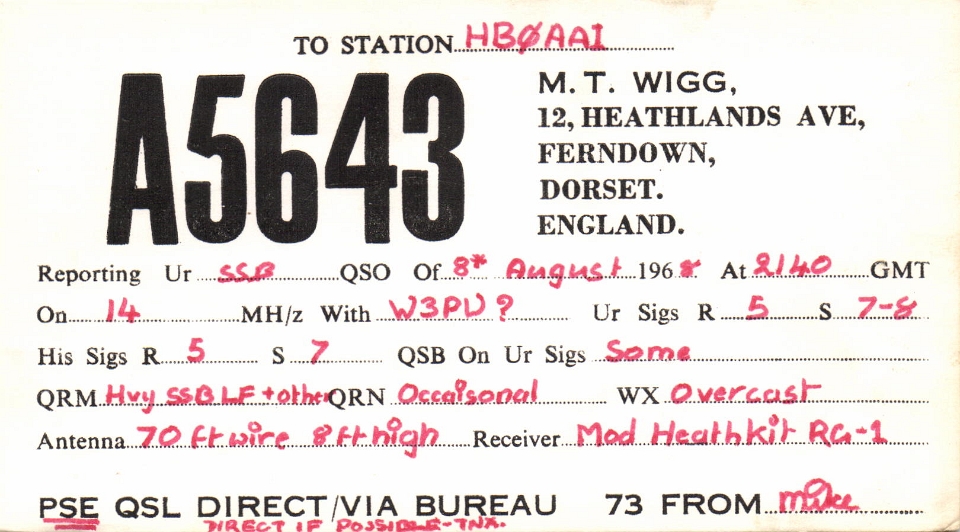 TO STATION HBØAAI
A5643
M. T. WIGG,
12, HEATHLANDS AVE,
FERNDOWN,
DORSET.
ENGLAND.
Reporting Ur SSB QSO Of 8* August 1968 At 2140 GMT
On 14 MH/z With W3PU? Ur Sigs R 5 S 7-8
His Sigs R 5 S 7 QSB On Ur Sigs Some
QRM Hvy SSB LF + other QRN Occaisonal WX Overcast
Antenna 70 ft wire 8 ft high Receiver Mod Heathkit RG-1
PSE QSL DIRECT/VIA BUREAU 73 FROM Mike
DIRECT IF POSSIBLE-TNX.